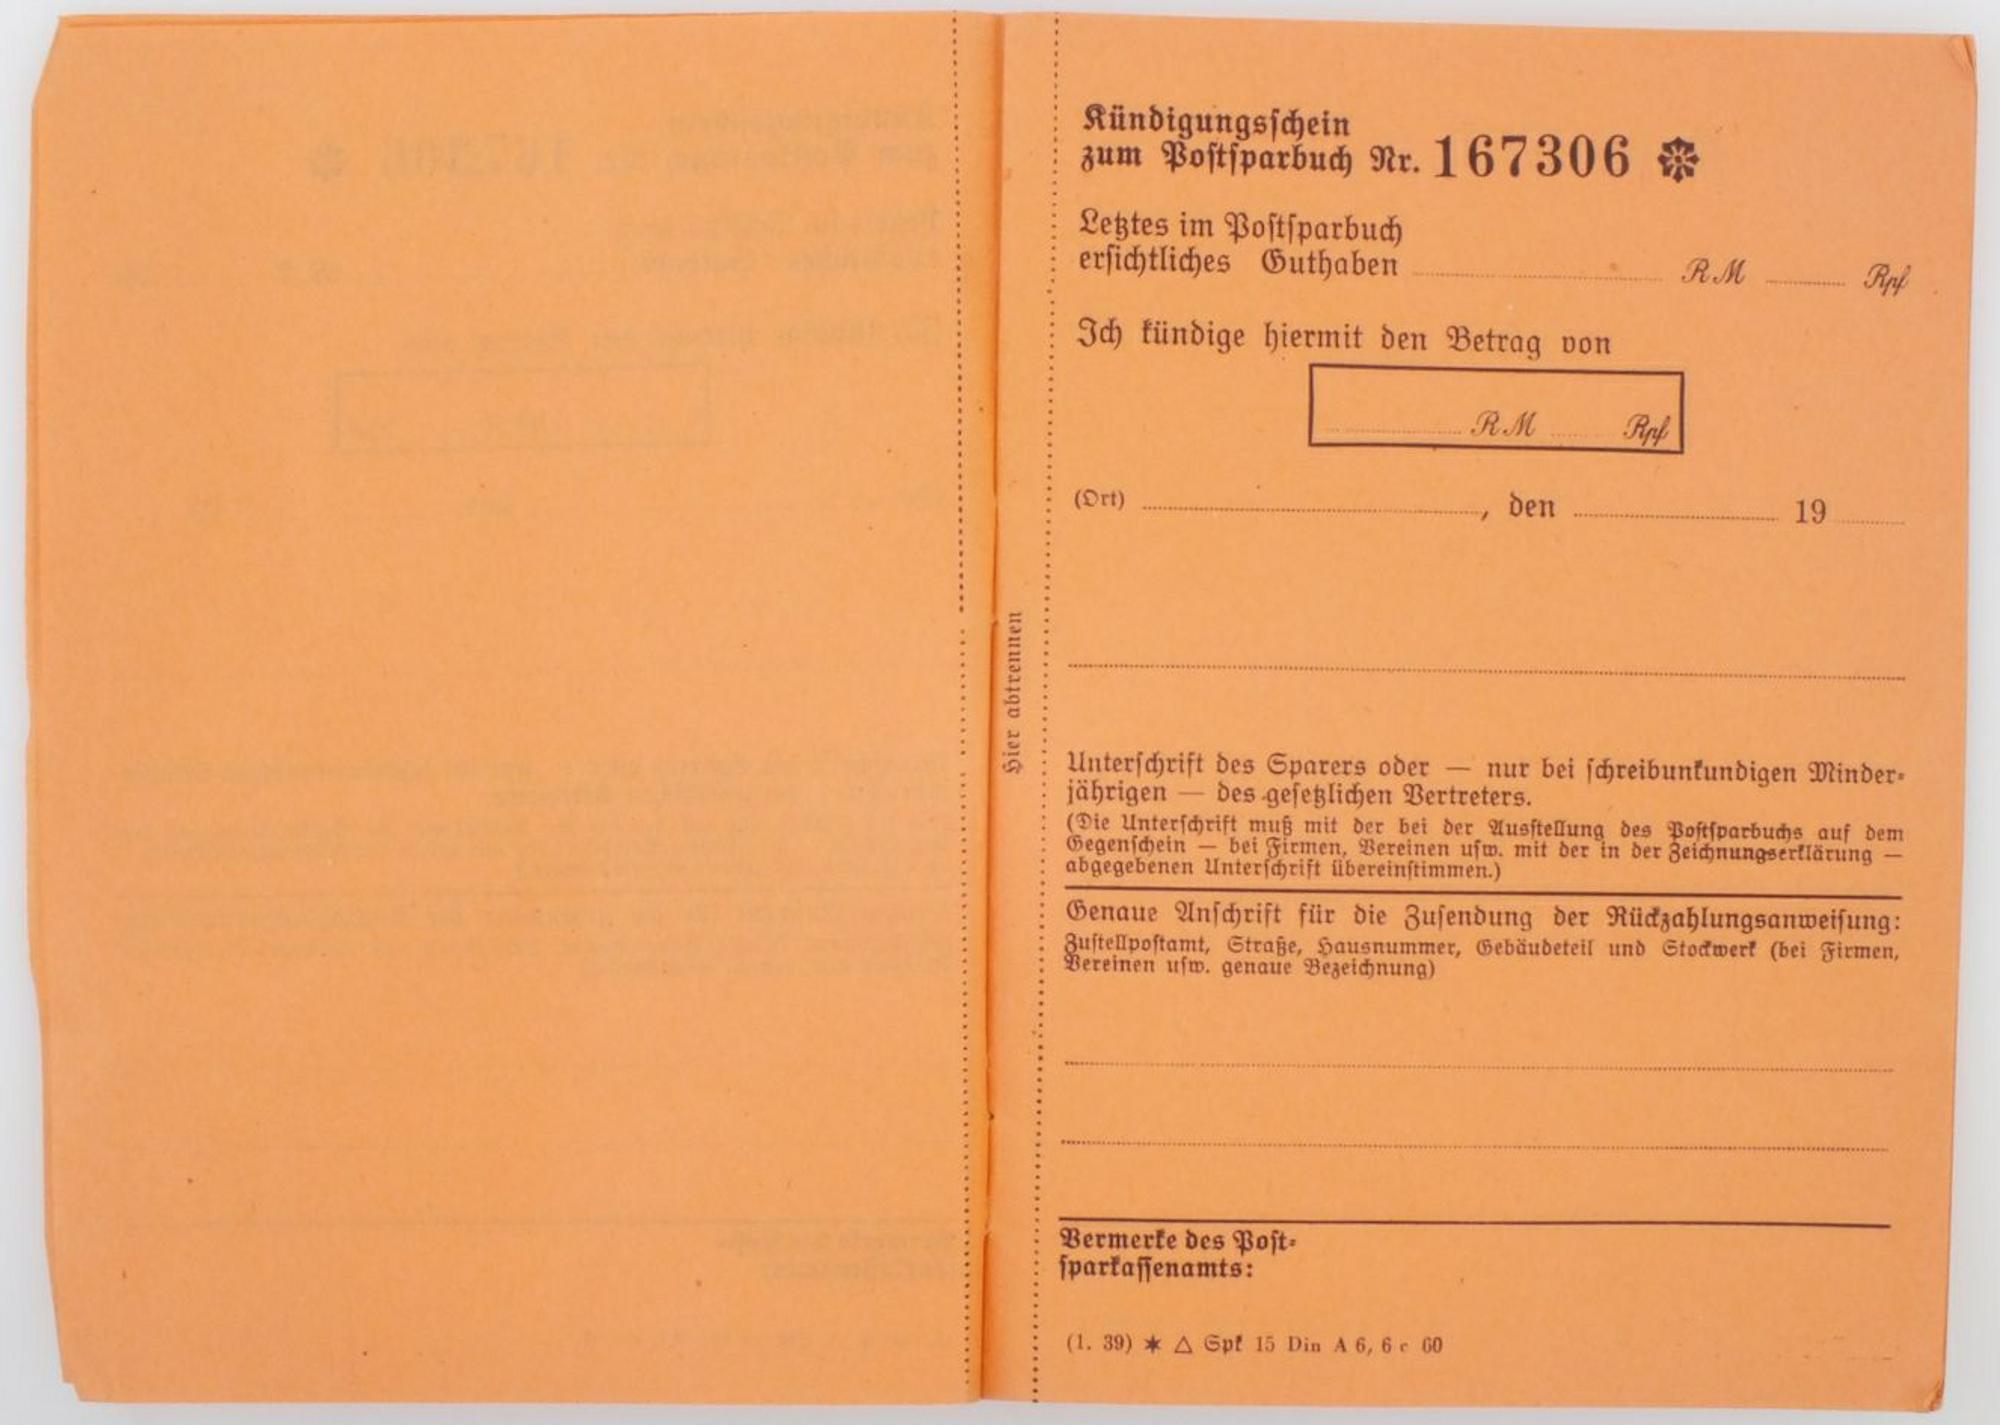 Kündigungsschein
zum Postsparbuch Nr. 167306
Letztes im Postsparbuch
ersichtliches Guthaben RM Rpf
Ich kündige hiermit den Betrag von
RM Rpf
(Ort) , den 19
Hier abtrennen
Unterschrift des Sparers oder — nur bei schreibunkundigen Minder-
jährigen — des gesetzlichen Vertreters.
(Die Unterschrift muß mit der bei der Ausstellung des Postsparbuchs auf dem
Gegenschein — bei Firmen, Vereinen usw. mit der in der Zeichnungserklärung —
abgegebenen Unterschrift übereinstimmen.)
Genaue Anschrift für die Zusendung der Rückzahlungsanweisung:
Zustellpostamt, Straße, Hausnummer, Gebäudeteil und Stockwerk (bei Firmen,
Vereinen usw. genaue Bezeichnung)
Vermerke des Post-
sparkassenamts:
(1. 39) ✶ △ Spk 15 Din A 6, 6 c 60